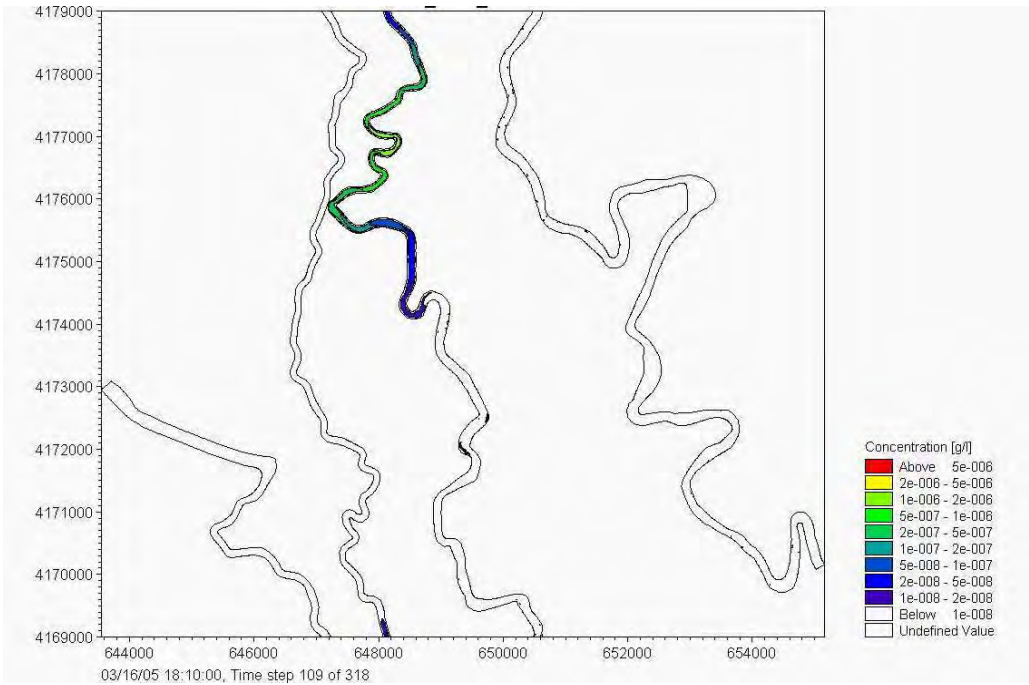 4179000
4178000
4177000
4176000
4175000
4174000
4173000
4172000
4171000
4170000
4169000
644000 646000 648000 650000 652000 654000
03/16/05 18:10:00, Time step 109 of 318
Concentration [g/l]
Above 5e-006
2e-006 - 5e-006
1e-006 - 2e-006
5e-007 - 1e-006
2e-007 - 5e-007
1e-007 - 2e-007
5e-008 - 1e-007
2e-008 - 5e-008
1e-008 - 2e-008
Below 1e-008
Undefined Value